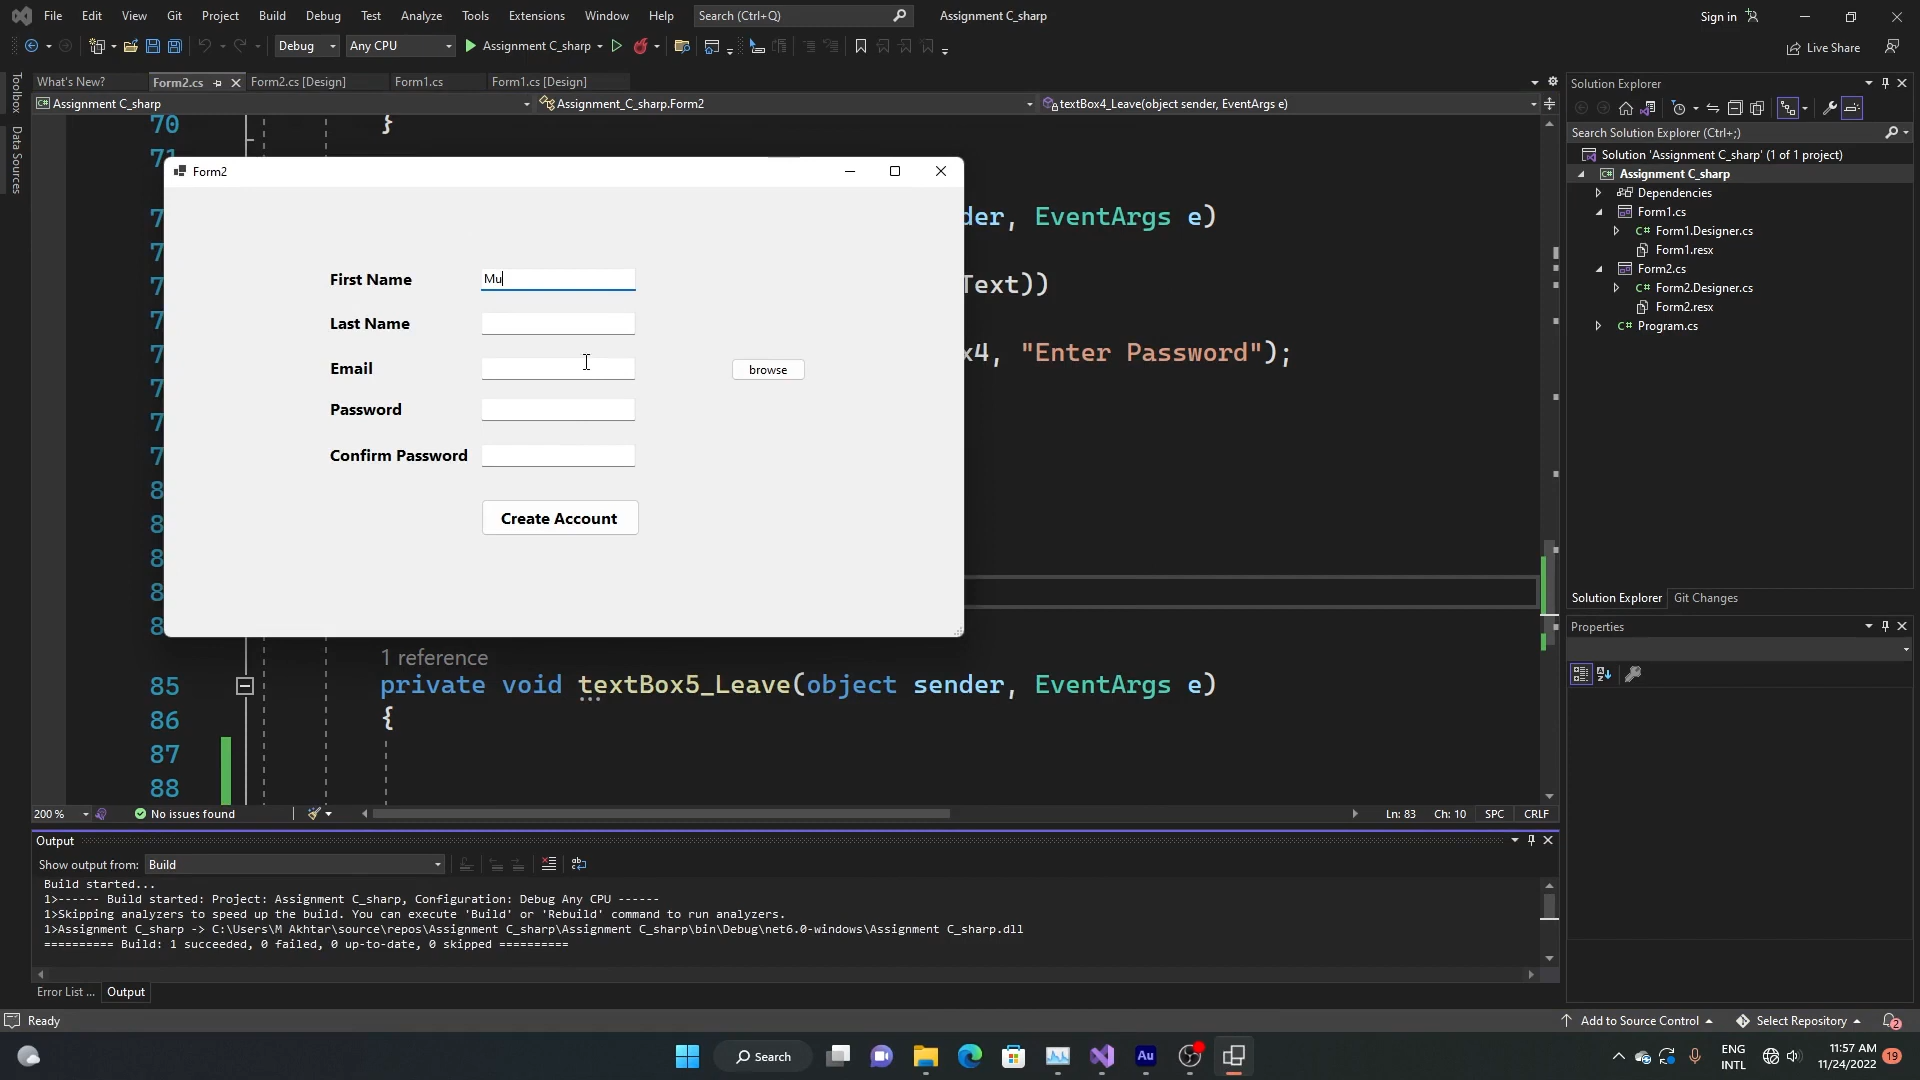 File Edit View Git Project Build Debug Test Analyze Tools Extensions Window Help Search (Ctrl+Q) Assignment C_sharp Sign in
Debug Any CPU Assignment C_sharp Live Share
What's New? Form2.cs Form2.cs [Design] Form1.cs Form1.cs [Design]
Assignment C_sharp Assignment_C_sharp.Form2 textBox4_Leave(object sender, EventArgs e)
Toolbox
Data Sources
70 }
71
Form2
der, EventArgs e)
First Name Mu
Text))
Last Name
x4, "Enter Password");
Email browse
Password
Confirm Password
Create Account
1 reference
85 private void textBox5_Leave(object sender, EventArgs e)
86 {
87
88
200 % No issues found Ln: 83 Ch: 10 SPC CRLF
Output
Show output from: Build
Build started...
1>------ Build started: Project: Assignment C_sharp, Configuration: Debug Any CPU ------
1>Skipping analyzers to speed up the build. You can execute 'Build' or 'Rebuild' command to run analyzers.
1>Assignment C_sharp -> C:\Users\M Akhtar\source\repos\Assignment C_sharp\Assignment C_sharp\bin\Debug\net6.0-windows\Assignment C_sharp.dll
========== Build: 1 succeeded, 0 failed, 0 up-to-date, 0 skipped ==========
Error List ... Output
Solution Explorer
Search Solution Explorer (Ctrl+;)
Solution 'Assignment C_sharp' (1 of 1 project)
Assignment C_sharp
Dependencies
Form1.cs
Form1.Designer.cs
Form1.resx
Form2.cs
Form2.Designer.cs
Form2.resx
Program.cs
Solution Explorer Git Changes
Properties
Ready Add to Source Control Select Repository 2
Search ENG INTL 11:57 AM 11/24/2022 19